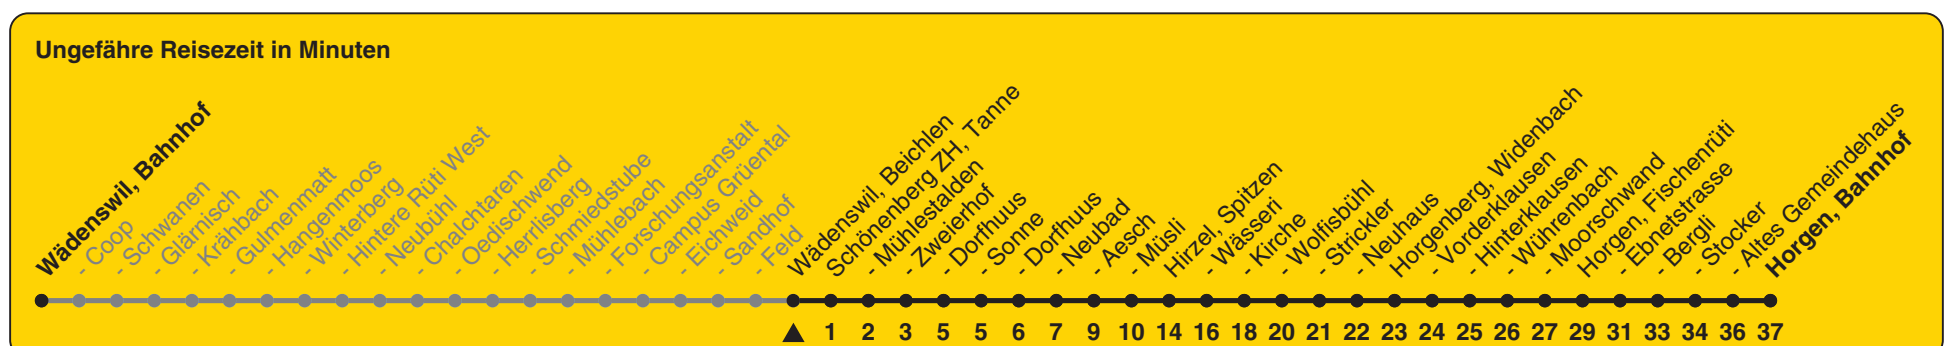 Ungefähre Reisezeit in Minuten
Wädenswil, Bahnhof
- Coop
- Schwanen
- Glärnisch
- Krähbach
- Gulmenmatt
- Hangenmoos
- Winterberg
- Hintere Rüti West
- Neubühl
- Chalchtaren
- Oedischwend
- Herrlisberg
- Schmiedstube
- Mühlebach
- Forschungsanstalt
- Campus Grüental
- Eichweid
- Sandhof
- Feld
Wädenswil, Beichlen
Schönenberg ZH, Tanne
- Mühlestalden
- Zweierhof
- Dorfhuus
- Sonne
- Dorfhuus
- Neubad
- Aesch
- Müsli
Hirzel, Spitzen
- Wässeri
- Kirche
- Wolfisbühl
- Strickler
- Neuhaus
Horgenberg, Widenbach
- Vorderklausen
- Hinterklausen
- Wührenbach
- Moorschwand
Horgen, Fischenrüti
- Ebnetstrasse
- Bergli
- Stocker
- Altes Gemeindehaus
Horgen, Bahnhof
1 2 3 5 5 6 7 9 10 14 16 18 20 21 22 23 24 25 26 27 29 31 33 34 36 37